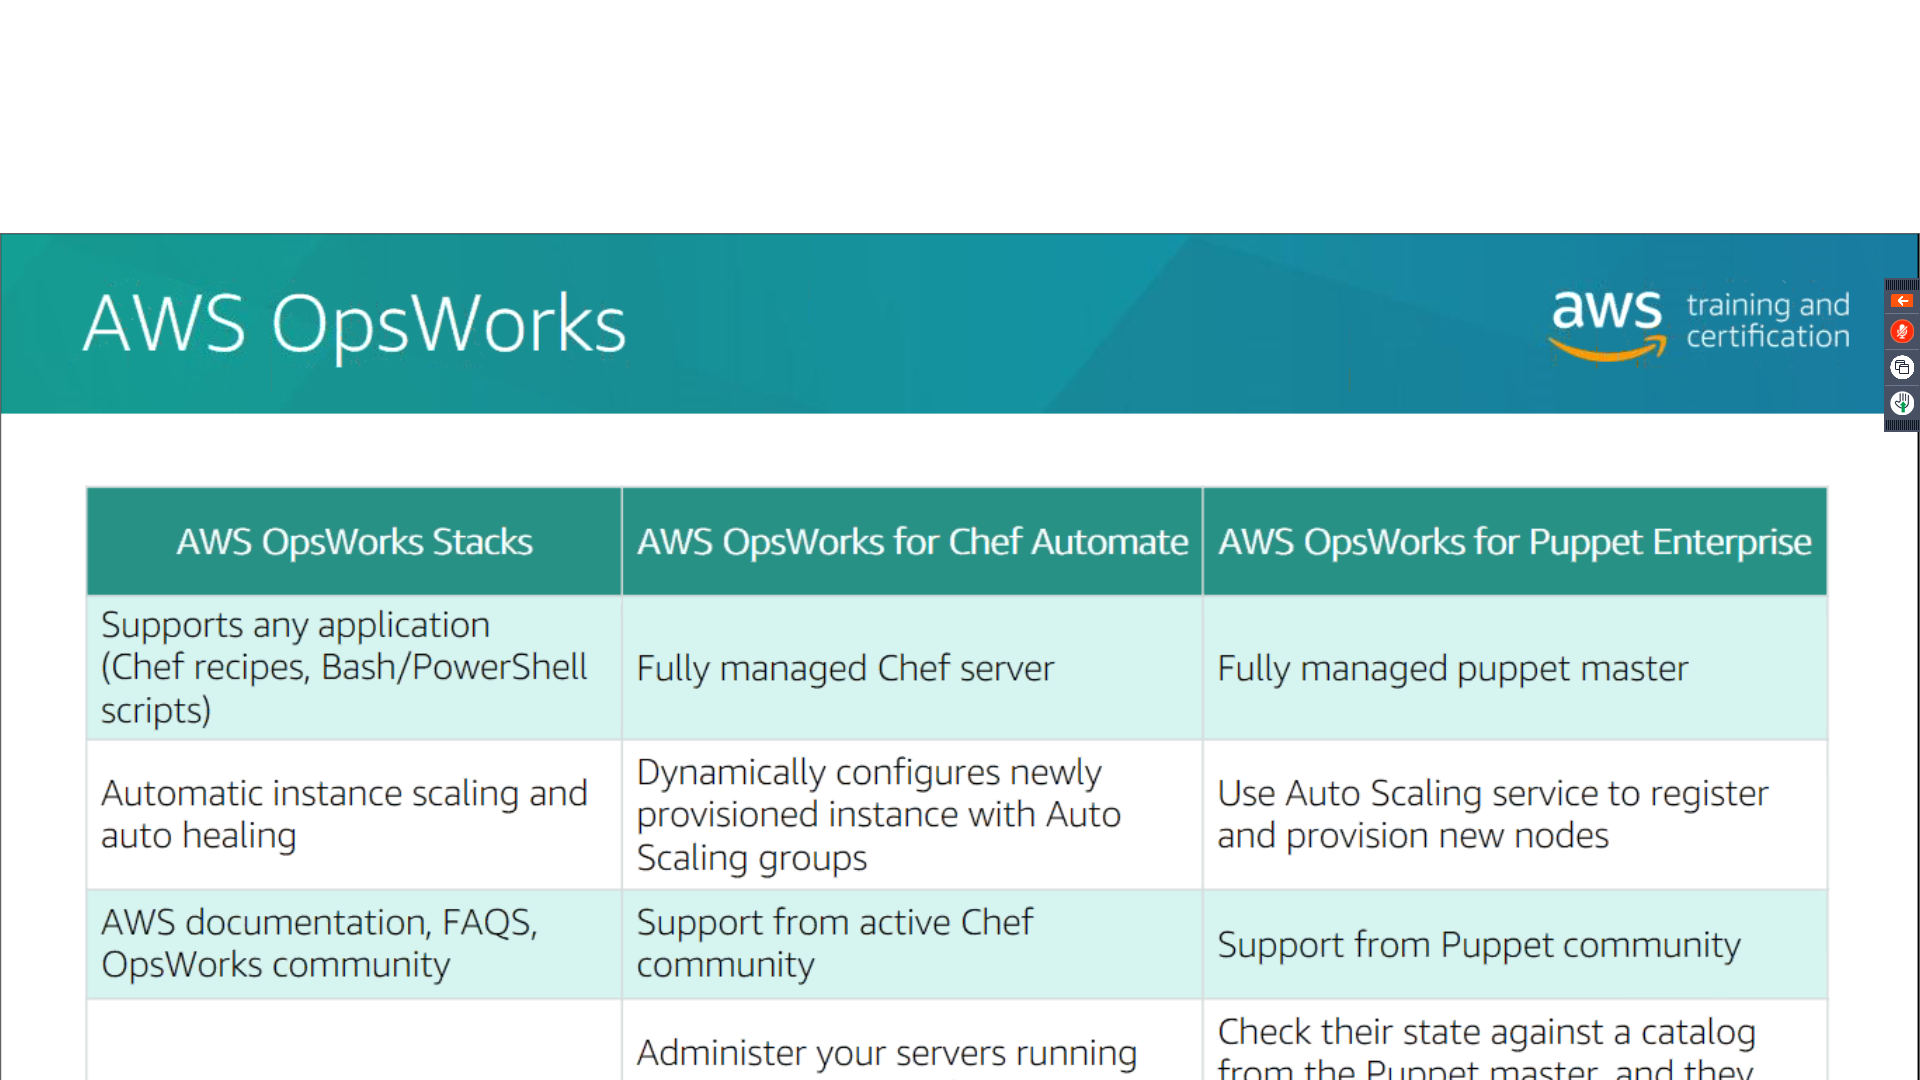 AWS OpsWorks
aws training and
certification
AWS OpsWorks Stacks
AWS OpsWorks for Chef Automate
AWS OpsWorks for Puppet Enterprise
Supports any application
(Chef recipes, Bash/PowerShell
scripts)
Fully managed Chef server
Fully managed puppet master
Automatic instance scaling and
auto healing
Dynamically configures newly
provisioned instance with Auto
Scaling groups
Use Auto Scaling service to register
and provision new nodes
AWS documentation, FAQS,
OpsWorks community
Support from active Chef
community
Support from Puppet community
Administer your servers running
Check their state against a catalog
from the Puppet master, and they